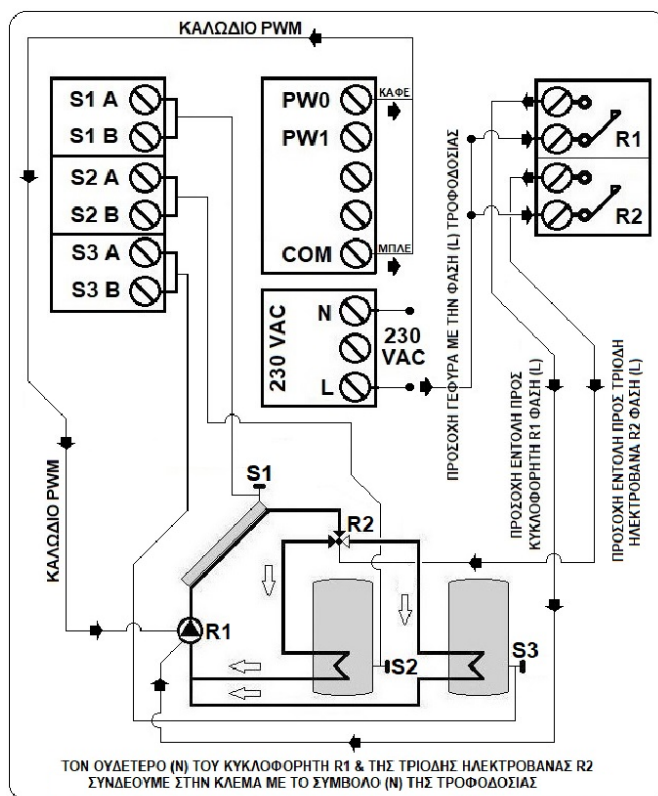 ΚΑΛΩΔΙΟ PWM
S1 A
S1 B
S2 A
S2 B
S3 A
S3 B
PW0
ΚΑΦΕ
PW1
COM
ΜΠΛΕ
230 VAC
N
L
230
VAC
R1
R2
ΠΡΟΣΟΧΗ ΓΕΦΥΡΑ ΜΕ ΤΗΝ ΦΑΣΗ (L) ΤΡΟΦΟΔΟΣΙΑΣ
ΠΡΟΣΟΧΗ ΕΝΤΟΛΗ ΠΡΟΣ
ΚΥΚΛΟΦΟΡΗΤΗ R1 ΦΑΣΗ (L)
ΠΡΟΣΟΧΗ ΕΝΤΟΛΗ ΠΡΟΣ ΤΡΙΟΔΗ
ΗΛΕΚΤΡΟΒΑΝΑ R2 ΦΑΣΗ (L)
ΚΑΛΩΔΙΟ PWM
S1
R2
R1
S2
S3
ΤΟΝ ΟΥΔΕΤΕΡΟ (N) ΤΟΥ ΚΥΚΛΟΦΟΡΗΤΗ R1 & ΤΗΣ ΤΡΙΟΔΗΣ ΗΛΕΚΤΡΟΒΑΝΑΣ R2
ΣΥΝΔΕΟΥΜΕ ΣΤΗΝ ΚΛΕΜΑ ΜΕ ΤΟ ΣΥΜΒΟΛΟ (N) ΤΗΣ ΤΡΟΦΟΔΟΣΙΑΣ